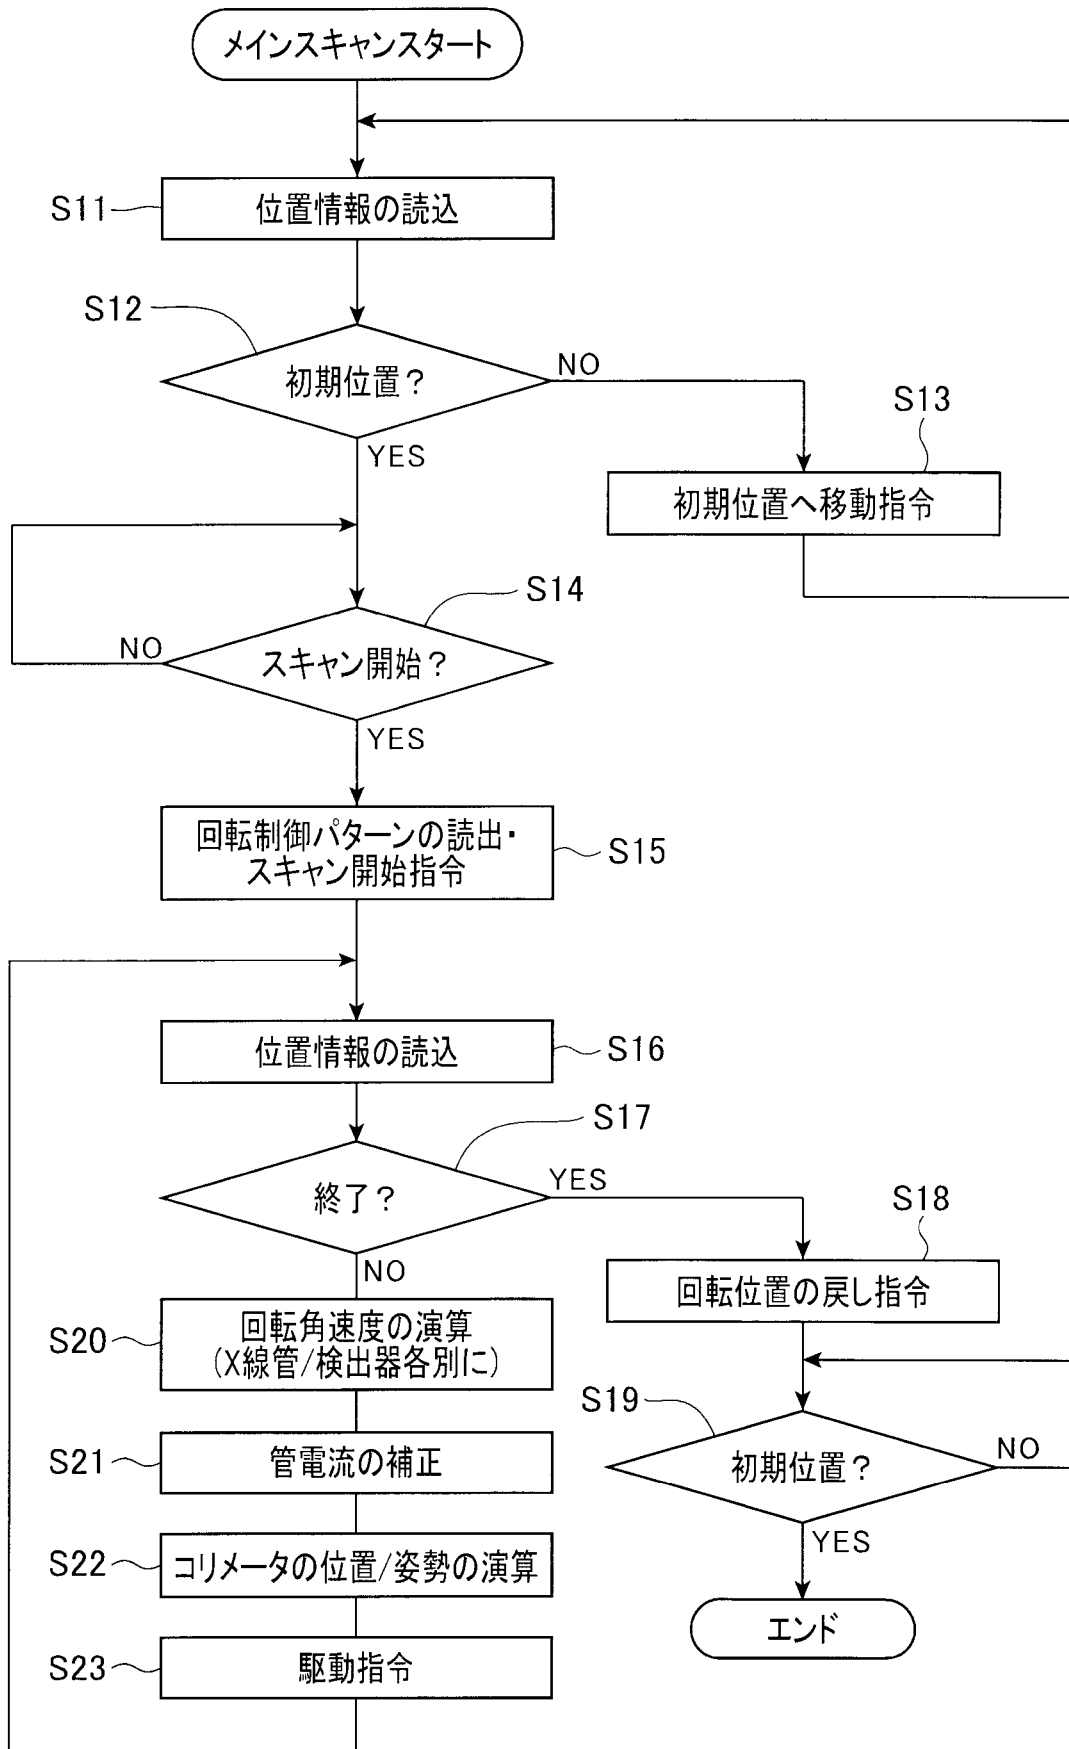 メインスキャンスタート
S11
位置情報の読込
S12
初期位置？
NO
YES
S13
初期位置へ移動指令
S14
スキャン開始？
NO
YES
回転制御パターンの読出・
スキャン開始指令
S15
位置情報の読込
S16
S17
終了？
YES
NO
S18
回転位置の戻し指令
S20
回転角速度の演算
(X線管/検出器各別に)
S19
初期位置？
NO
YES
S21
管電流の補正
S22
コリメータの位置/姿勢の演算
エンド
S23
駆動指令